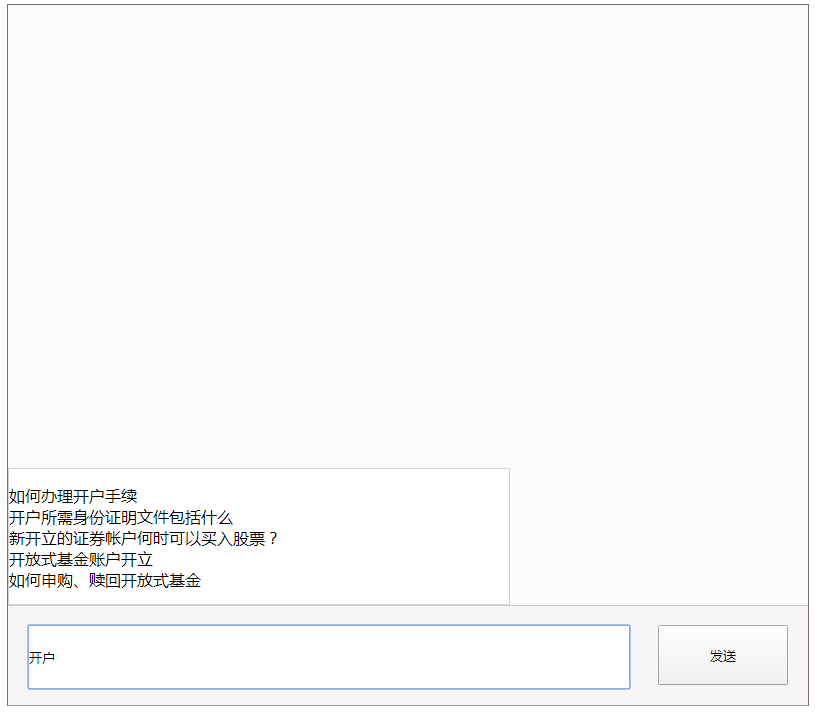 如何办理开户手续
开户所需身份证明文件包括什么
新开立的证券帐户何时可以买入股票？
开放式基金账户开立
如何申购、赎回开放式基金
开户
发送